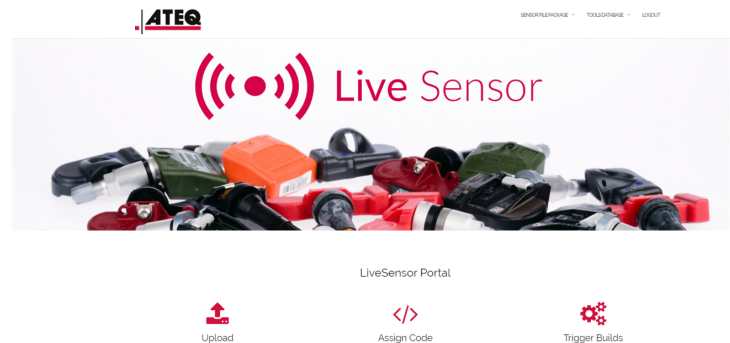 ATEQ
SENSOR FILE PACKAGE TOOLS DATABASE LOGOUT
Live Sensor
LiveSensor Portal
Upload Assign Code Trigger Builds